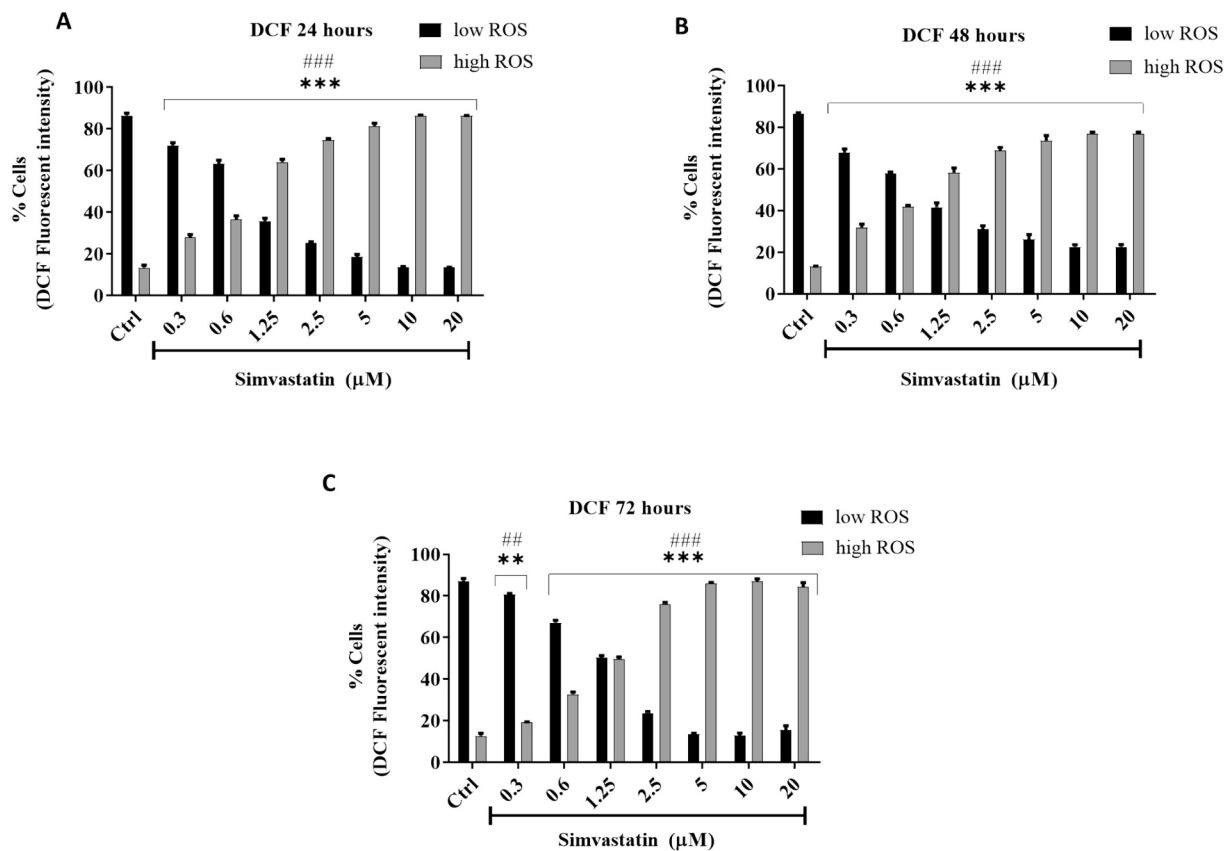 A
DCF 24 hours
low ROS
high ROS
###
***
% Cells
(DCF Fluorescent intensity)
100
80
60
40
20
0
Ctrl
0.3
0.6
1.25
2.5
5
10
20
Simvastatin (μM)
B
DCF 48 hours
low ROS
high ROS
###
***
% Cells
(DCF Fluorescent intensity)
100
80
60
40
20
0
Ctrl
0.3
0.6
1.25
2.5
5
10
20
Simvastatin (μM)
C
DCF 72 hours
low ROS
high ROS
##
**
###
***
% Cells
(DCF Fluorescent intensity)
100
80
60
40
20
0
Ctrl
0.3
0.6
1.25
2.5
5
10
20
Simvastatin (μM)